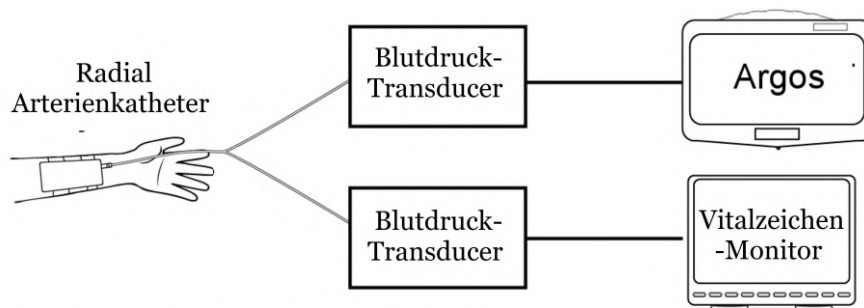 Radial
Arterienkatheter
Blutdruck-
Transducer
Argos
Blutdruck-
Transducer
Vitalzeichen
-Monitor